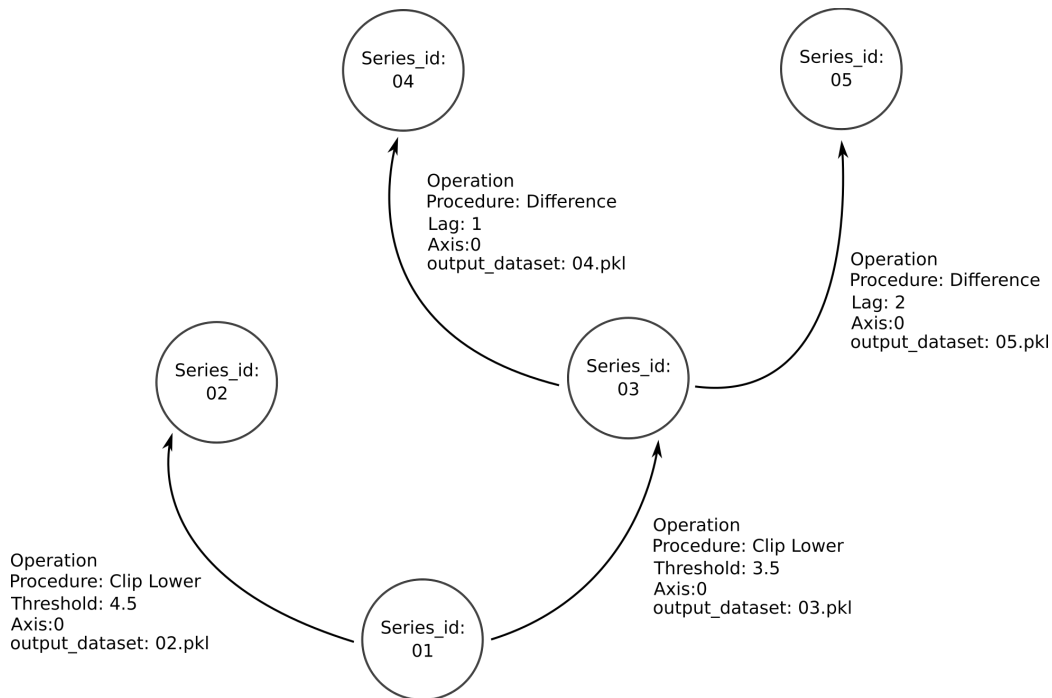 Series_id:
04
Series_id:
05
Operation
Procedure: Difference
Lag: 1
Axis:0
output_dataset: 04.pkl
Operation
Procedure: Difference
Lag: 2
Axis:0
output_dataset: 05.pkl
Series_id:
02
Series_id:
03
Operation
Procedure: Clip Lower
Threshold: 4.5
Axis:0
output_dataset: 02.pkl
Operation
Procedure: Clip Lower
Threshold: 3.5
Axis:0
output_dataset: 03.pkl
Series_id:
01